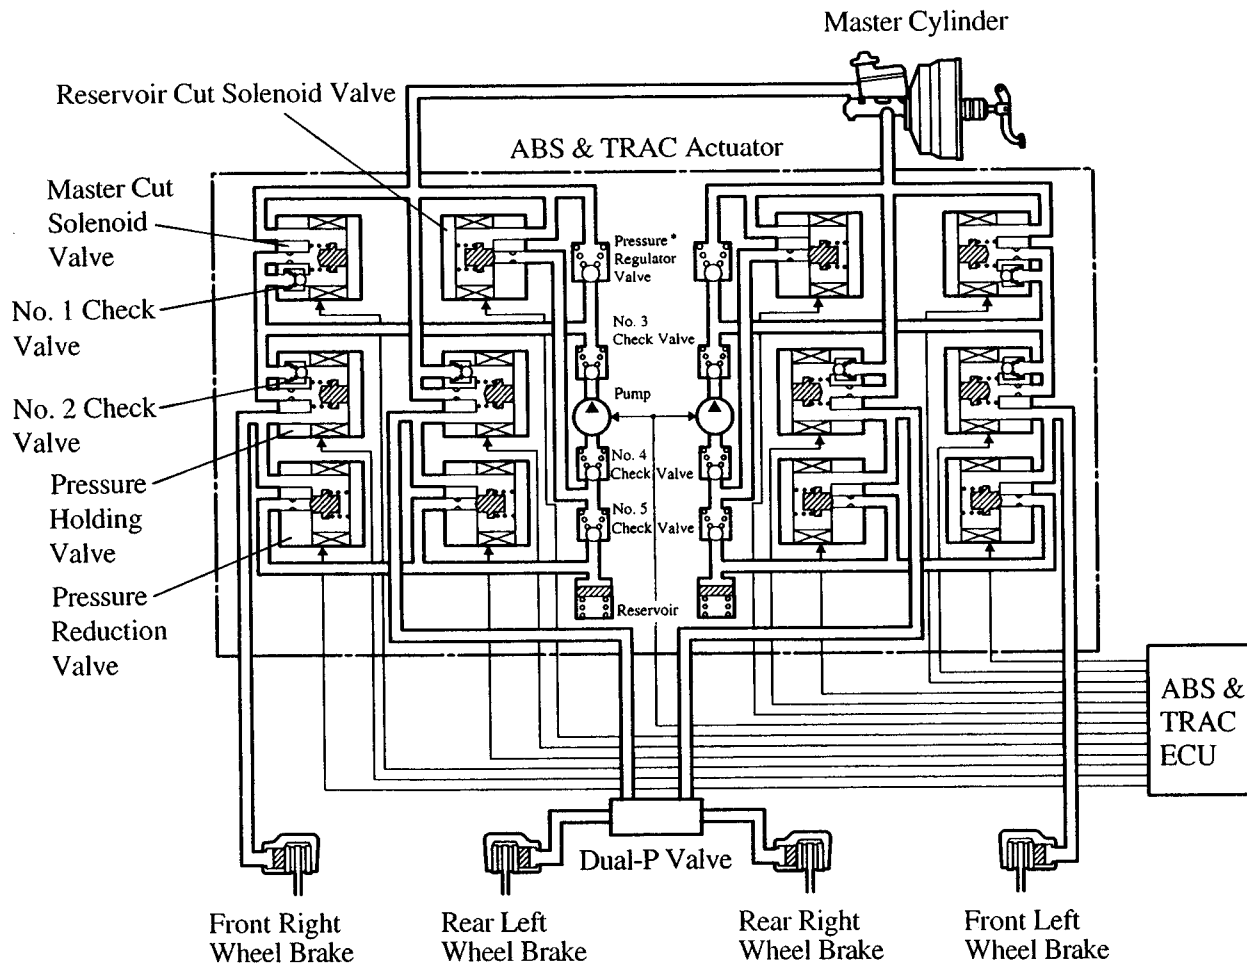 Master Cylinder
Reservoir Cut Solenoid Valve
ABS & TRAC Actuator
Master Cut
Solenoid
Valve
Pressure*
Regulator
Valve
No. 1 Check
Valve
No. 3
Check Valve
No. 2 Check
Valve
Pump
No. 4
Check Valve
Pressure
Holding
Valve
No. 5
Check Valve
Pressure
Reduction
Valve
Reservoir
ABS &
TRAC
ECU
Dual-P Valve
Front Right
Wheel Brake
Rear Left
Wheel Brake
Rear Right
Wheel Brake
Front Left
Wheel Brake